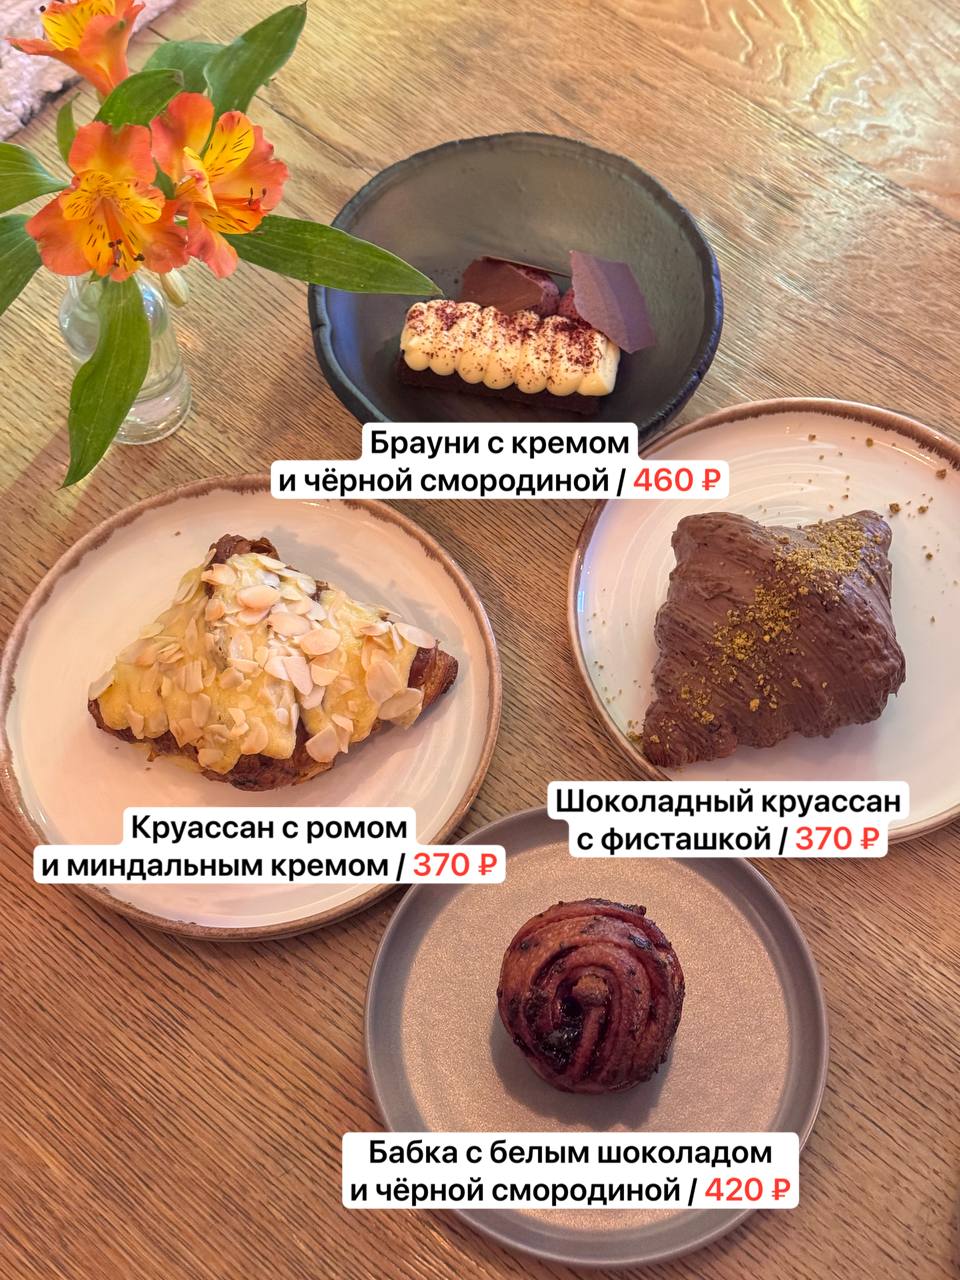 Брауни с кремом
и чёрной смородиной / 460 ₽
Круассан с ромом
и миндальным кремом / 370 ₽
Шоколадный круассан
с фисташкой / 370 ₽
Бабка с белым шоколадом
и чёрной смородиной / 420 ₽